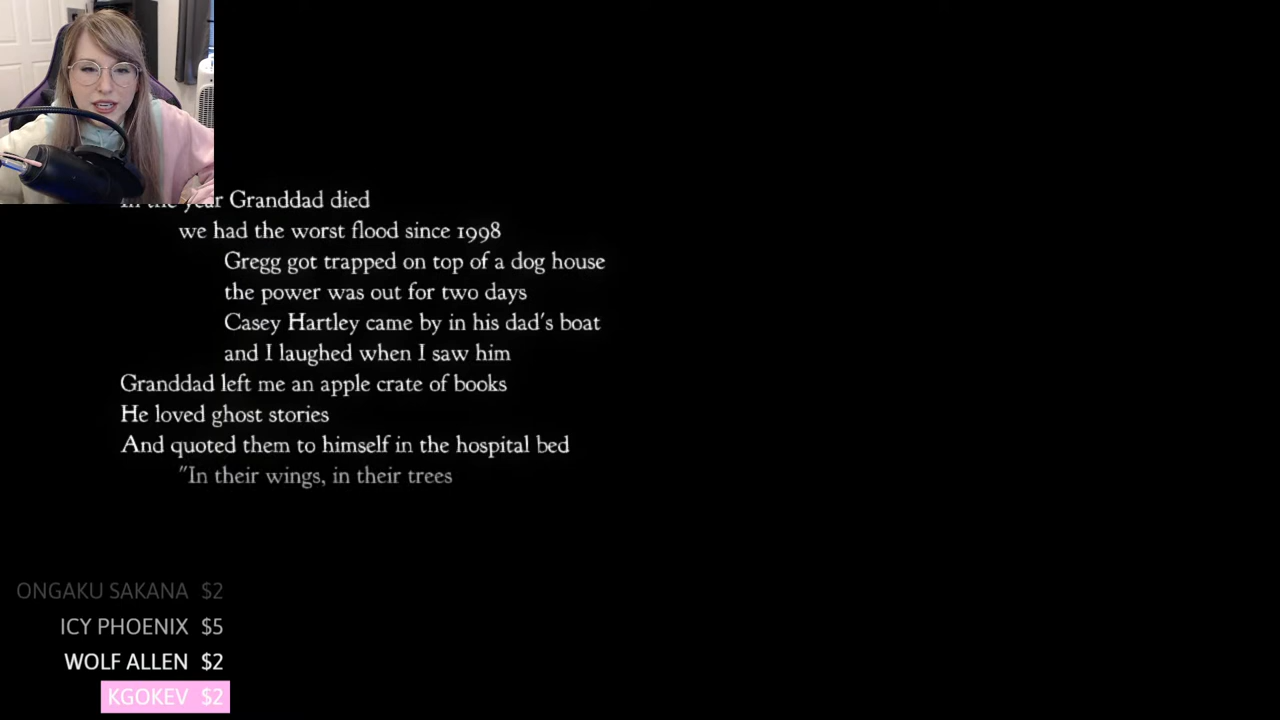 In the year Granddad died
we had the worst flood since 1998
Gregg got trapped on top of a dog house
the power was out for two days
Casey Hartley came by in his dad's boat
and I laughed when I saw him
Granddad left me an apple crate of books
He loved ghost stories
And quoted them to himself in the hospital bed
"In their wings, in their trees
ONGAKU SAKANA $2
ICY PHOENIX $5
WOLF ALLEN $2
KGOKEV $2